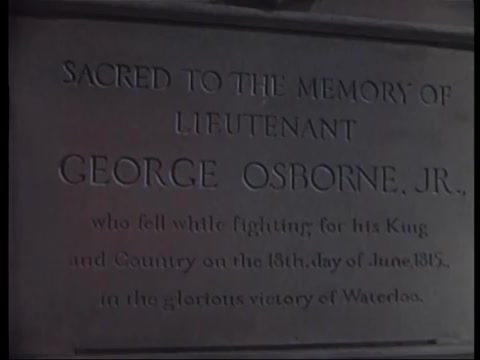 SACRED TO THE MEMORY OF
LIEUTENANT
GEORGE OSBORNE, JR.,
who fell while fighting for his King
and Country on the 18th. day of June 1815.,
in the glorious victory of Waterloo.